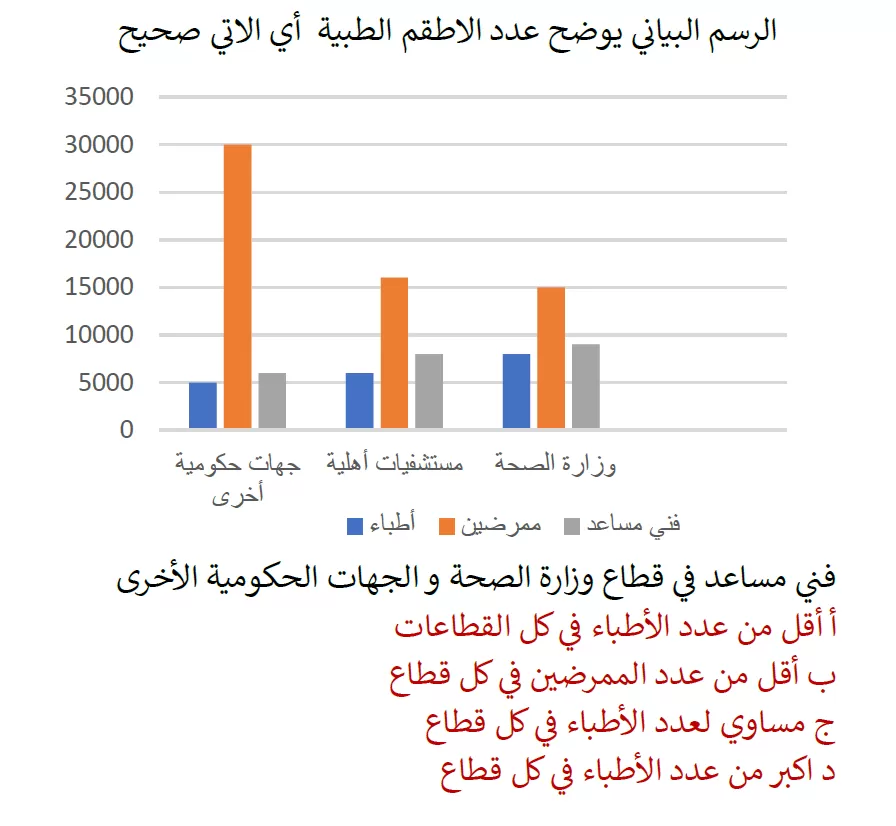 الرسم البياني يوضح عدد الاطقم الطبية أي الاتي صحيح
35000
30000
25000
20000
15000
10000
5000
0
جهات حكومية
أخرى
مستشفيات أهلية
وزارة الصحة
أطباء
ممرضين
فني مساعد
فني مساعد في قطاع وزارة الصحة و الجهات الحكومية الأخرى
أ أقل من عدد الأطباء في كل القطاعات
ب أقل من عدد الممرضين في كل قطاع
ج مساوي لعدد الأطباء في كل قطاع
د اكبر من عدد الأطباء في كل قطاع